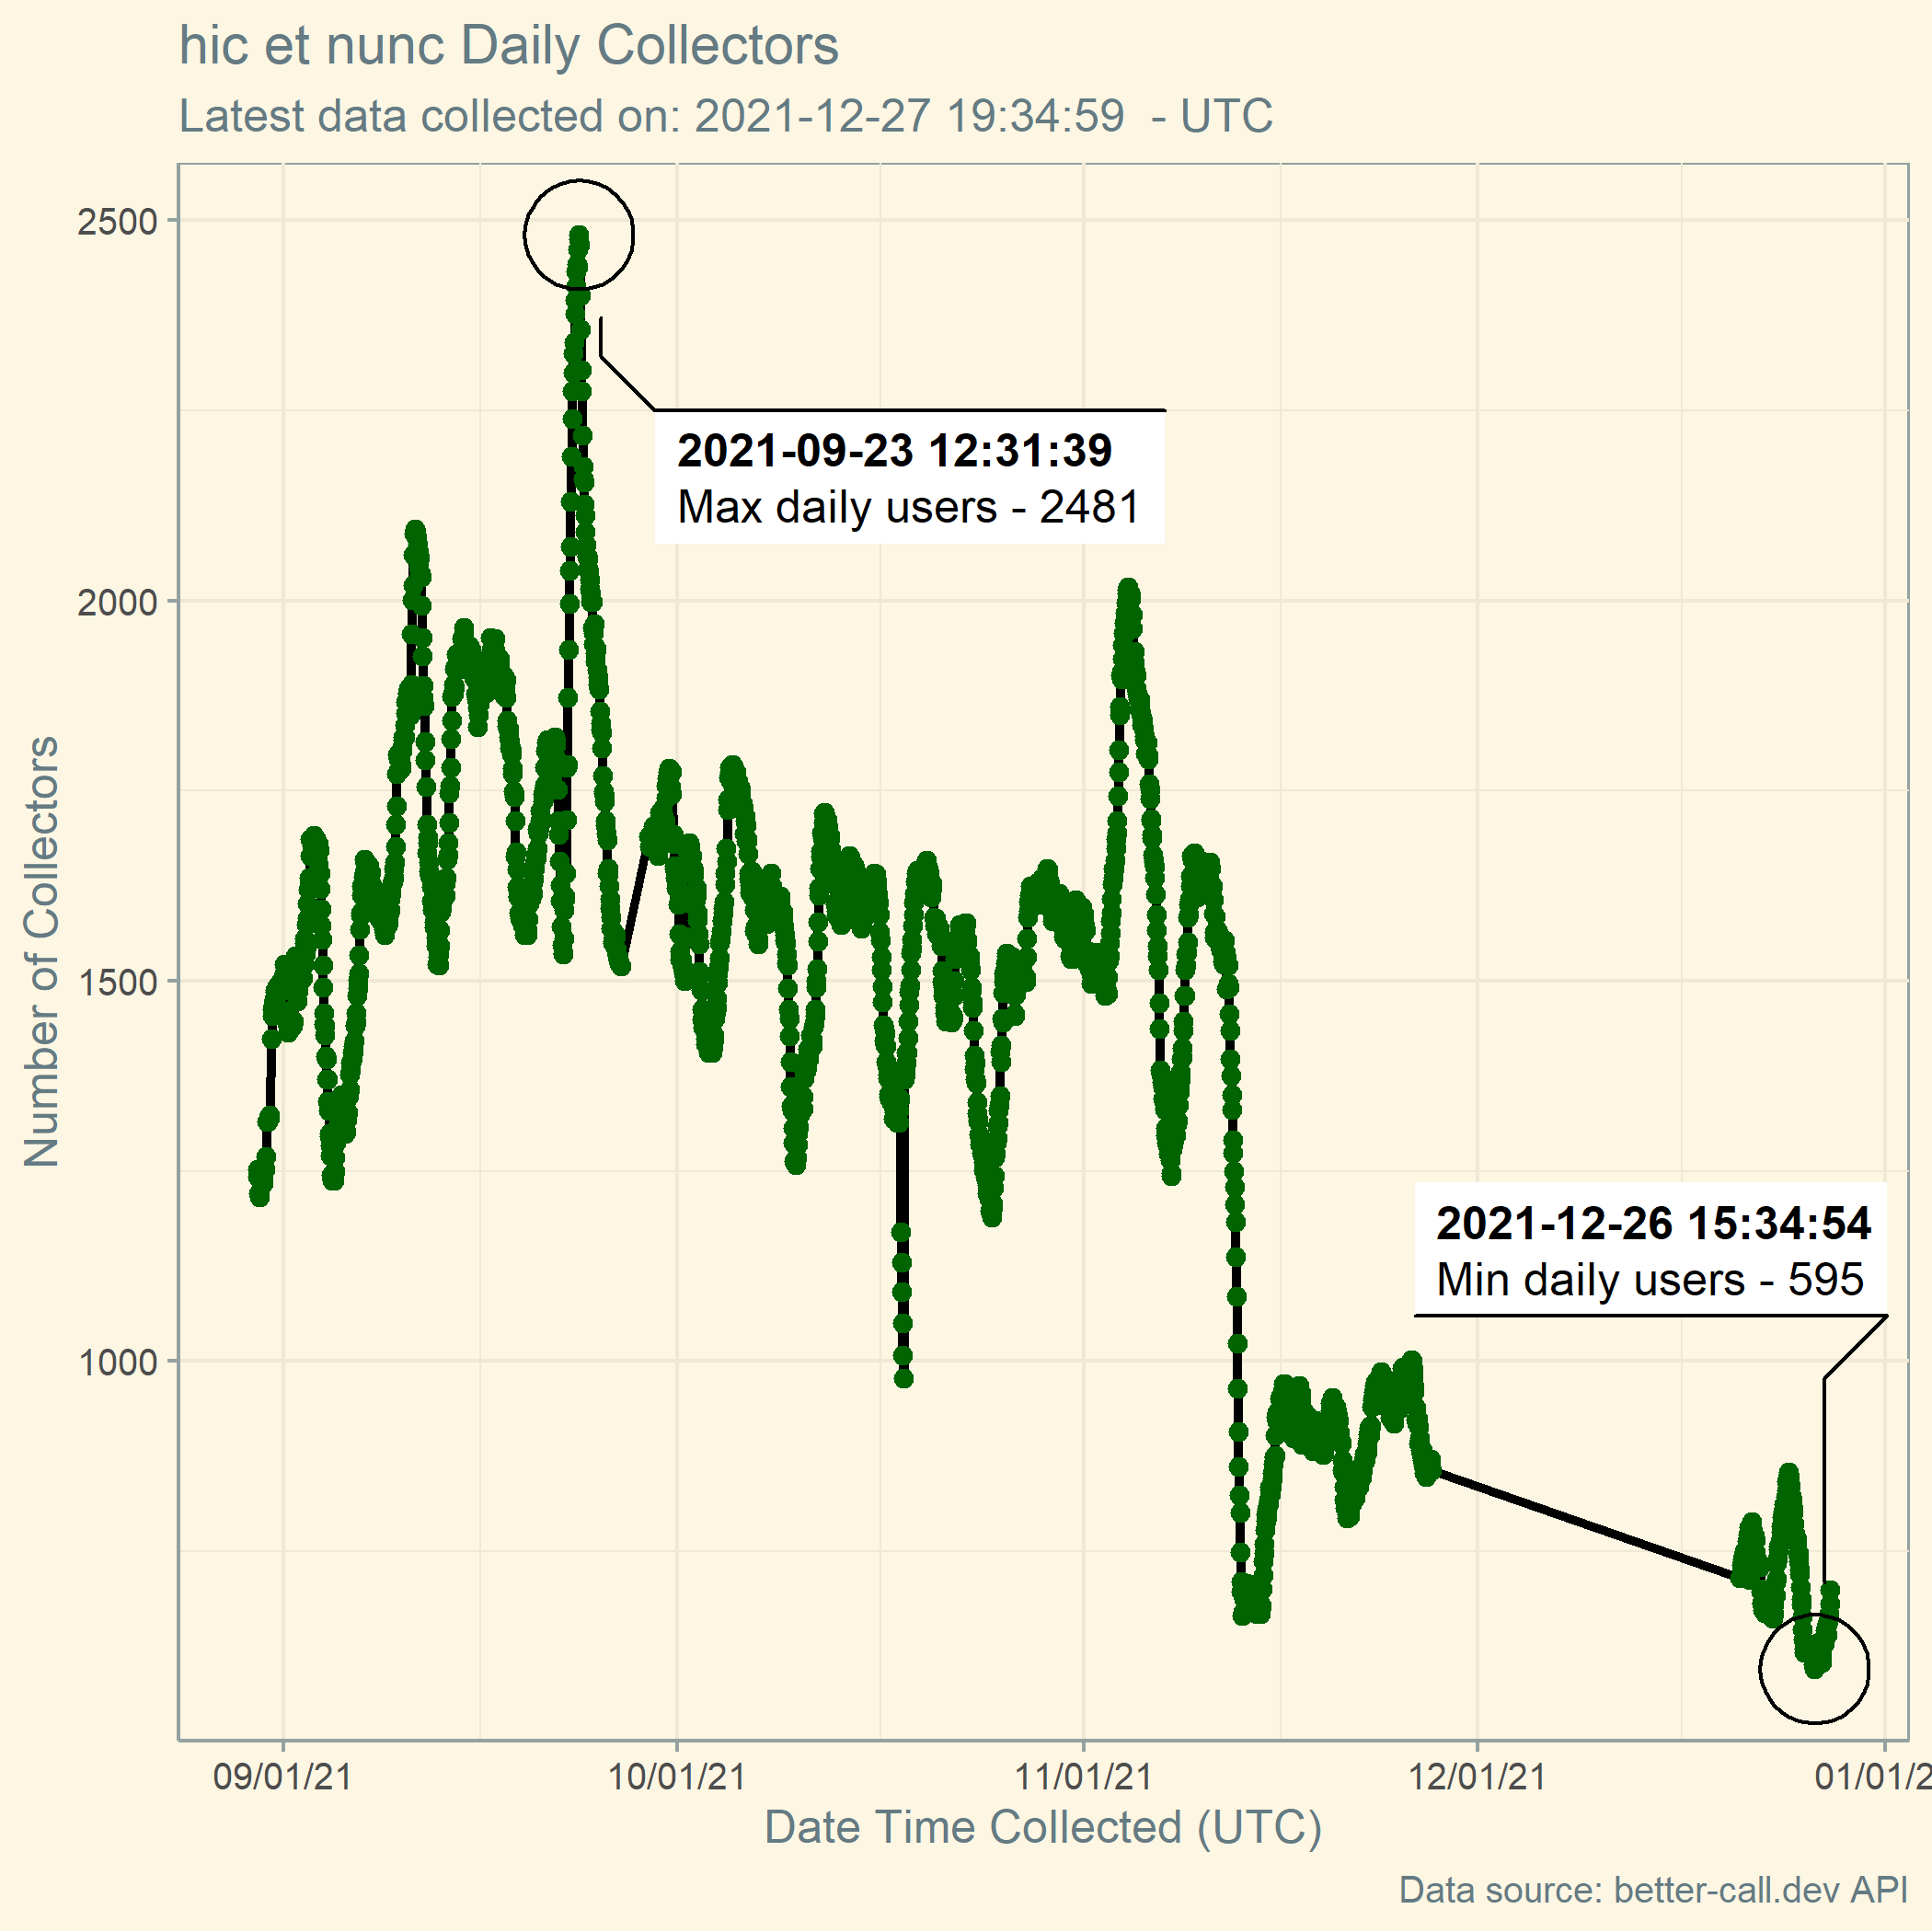 hic et nunc Daily Collectors
Latest data collected on: 2021-12-27 19:34:59  - UTC
2500
2021-09-23 12:31:39
Max daily users - 2481
2000
Number of Collectors
1500
2021-12-26 15:34:54
Min daily users - 595
1000
09/01/21 10/01/21 11/01/21 12/01/21 01/01/2
Date Time Collected (UTC)
Data source: better-call.dev API